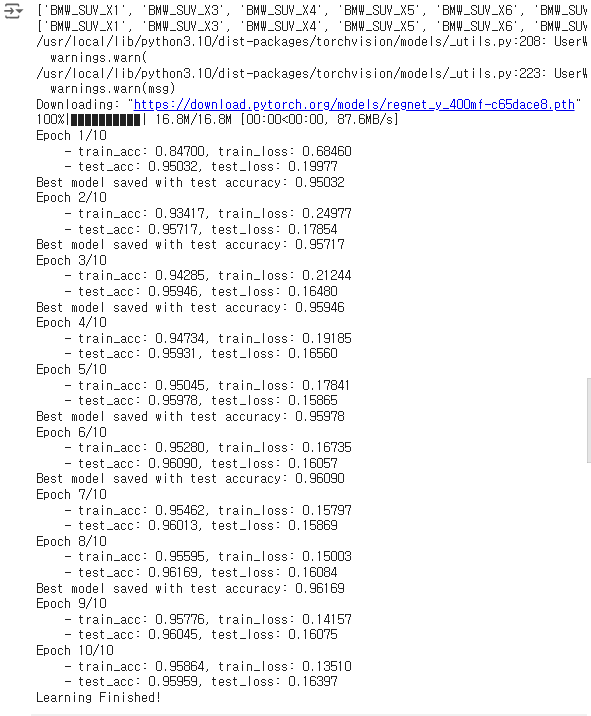 ['BMW_SUV_X1', 'BMW_SUV_X3', 'BMW_SUV_X4', 'BMW_SUV_X5', 'BMW_SUV_X6', 'BMW_SUV
['BMW_SUV_X1', 'BMW_SUV_X3', 'BMW_SUV_X4', 'BMW_SUV_X5', 'BMW_SUV_X6', 'BMW_SUV
/usr/local/lib/python3.10/dist-packages/torchvision/models/_utils.py:208: UserW
  warnings.warn(
/usr/local/lib/python3.10/dist-packages/torchvision/models/_utils.py:223: UserW
  warnings.warn(msg)
Downloading: "https://download.pytorch.org/models/regnet_y_400mf-c65dace8.pth"
100%|██████████| 16.8M/16.8M [00:00<00:00, 87.6MB/s]
Epoch 1/10
    - train_acc: 0.84700, train_loss: 0.68460
    - test_acc: 0.95032, test_loss: 0.19977
Best model saved with test accuracy: 0.95032
Epoch 2/10
    - train_acc: 0.93417, train_loss: 0.24977
    - test_acc: 0.95717, test_loss: 0.17854
Best model saved with test accuracy: 0.95717
Epoch 3/10
    - train_acc: 0.94285, train_loss: 0.21244
    - test_acc: 0.95946, test_loss: 0.16480
Best model saved with test accuracy: 0.95946
Epoch 4/10
    - train_acc: 0.94734, train_loss: 0.19185
    - test_acc: 0.95931, test_loss: 0.16560
Epoch 5/10
    - train_acc: 0.95045, train_loss: 0.17841
    - test_acc: 0.95978, test_loss: 0.15865
Best model saved with test accuracy: 0.95978
Epoch 6/10
    - train_acc: 0.95280, train_loss: 0.16735
    - test_acc: 0.96090, test_loss: 0.16057
Best model saved with test accuracy: 0.96090
Epoch 7/10
    - train_acc: 0.95462, train_loss: 0.15797
    - test_acc: 0.96013, test_loss: 0.15869
Epoch 8/10
    - train_acc: 0.95595, train_loss: 0.15003
    - test_acc: 0.96169, test_loss: 0.16084
Best model saved with test accuracy: 0.96169
Epoch 9/10
    - train_acc: 0.95776, train_loss: 0.14157
    - test_acc: 0.96045, test_loss: 0.16075
Epoch 10/10
    - train_acc: 0.95864, train_loss: 0.13510
    - test_acc: 0.95959, test_loss: 0.16397
Learning Finished!